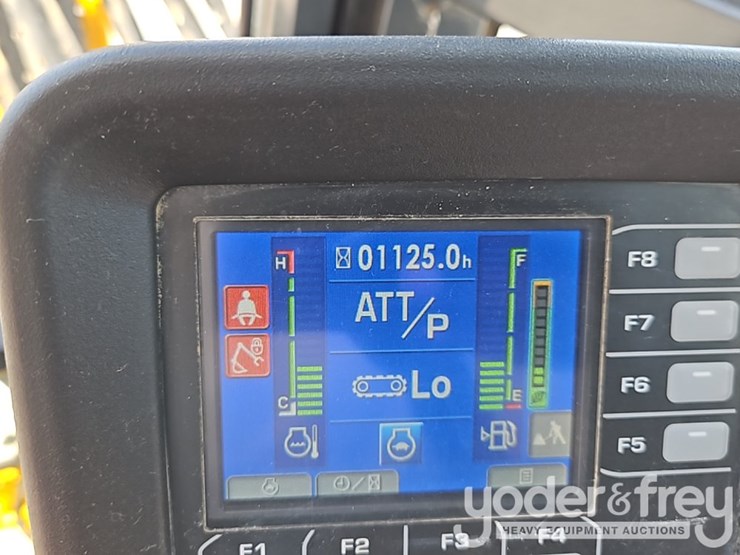 H
01125.0h
F
F8
ATT/P
F7
Lo
F6
C
E
F5
F1
F2
F3
F4
yoder&frey
HEAVY EQUIPMENT AUCTIONS